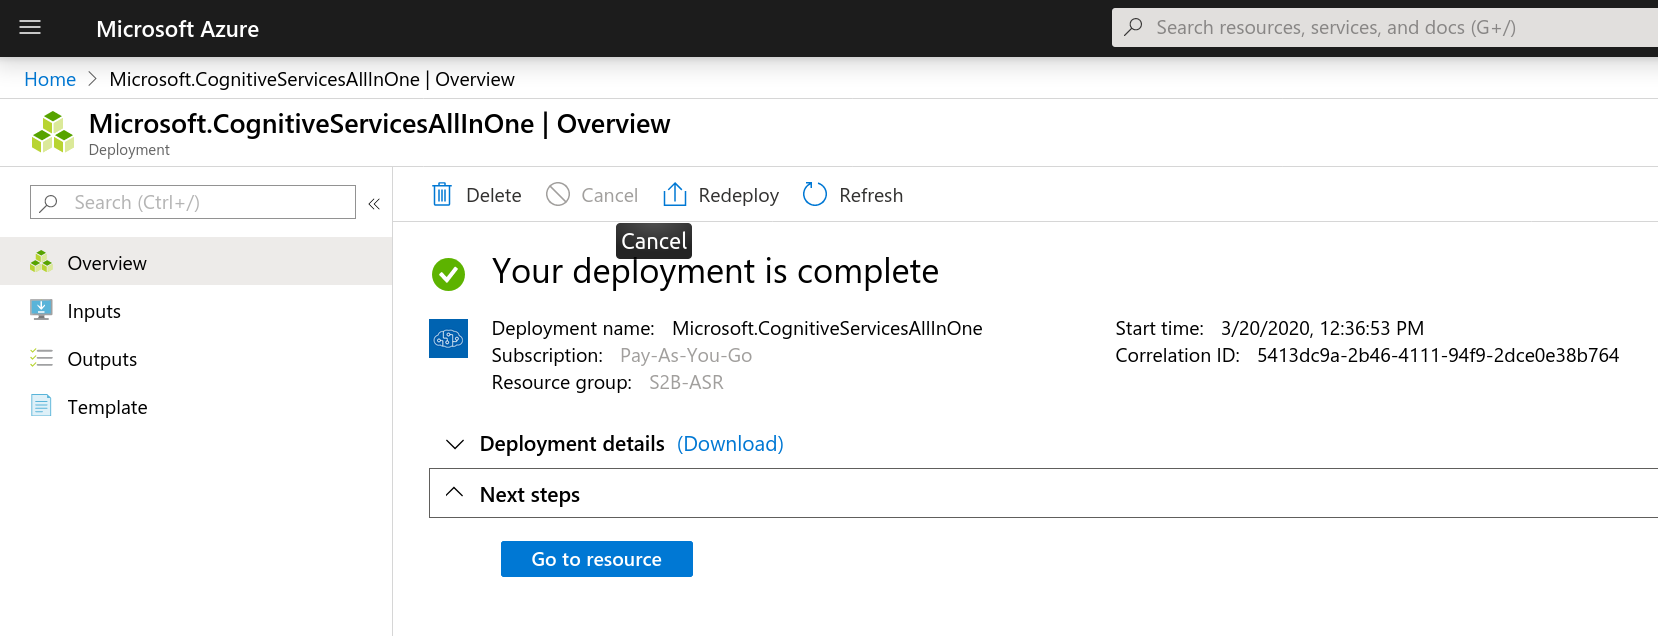 Microsoft Azure
Search resources, services, and docs (G+/)
Home > Microsoft.CognitiveServicesAllInOne | Overview
Microsoft.CognitiveServicesAllInOne | Overview
Deployment
Search (Ctrl+/)
«
Overview
Inputs
Outputs
Template
Delete
Cancel
Redeploy
Refresh
Cancel
Your deployment is complete
Deployment name: Microsoft.CognitiveServicesAllInOne
Subscription: Pay-As-You-Go
Resource group: S2B-ASR
Start time: 3/20/2020, 12:36:53 PM
Correlation ID: 5413dc9a-2b46-4111-94f9-2dce0e38b764
Deployment details (Download)
Next steps
Go to resource